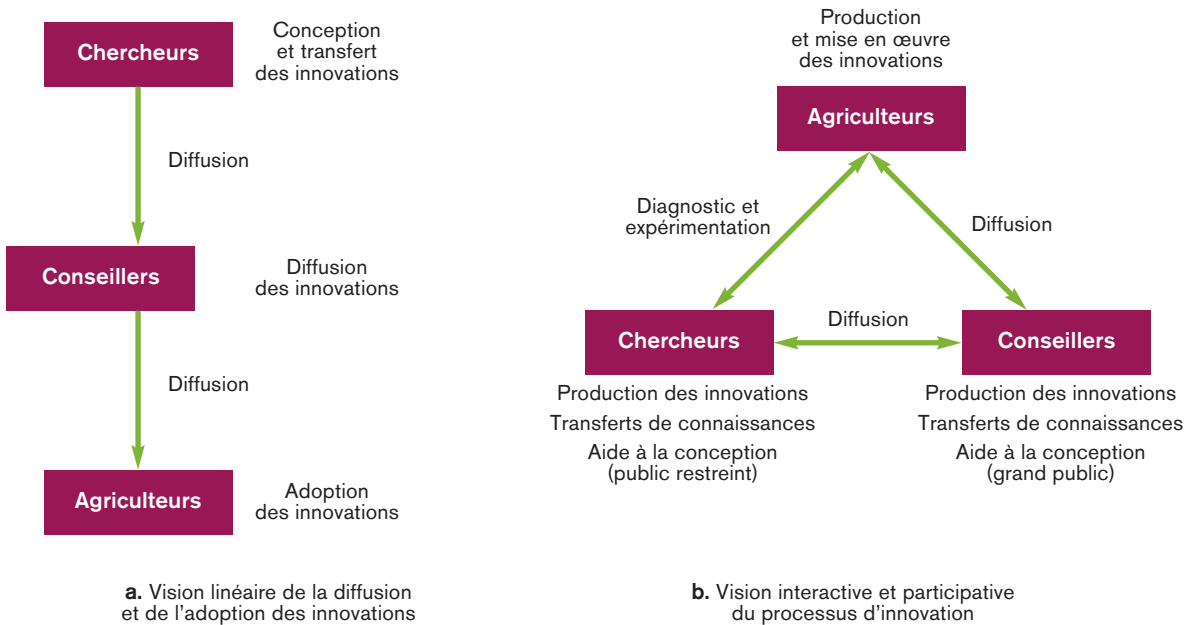 Chercheurs
Conception
et transfert
des innovations
Diffusion
Conseillers
Diffusion
des innovations
Diffusion
Agriculteurs
Adoption
des innovations
a. Vision linéaire de la diffusion
et de l'adoption des innovations
Production
et mise en œuvre
des innovations
Agriculteurs
Diagnostic et
expérimentation
Diffusion
Diffusion
Chercheurs
Production des innovations
Transferts de connaissances
Aide à la conception
(public restreint)
Conseillers
Production des innovations
Transferts de connaissances
Aide à la conception
(grand public)
b. Vision interactive et participative
du processus d'innovation